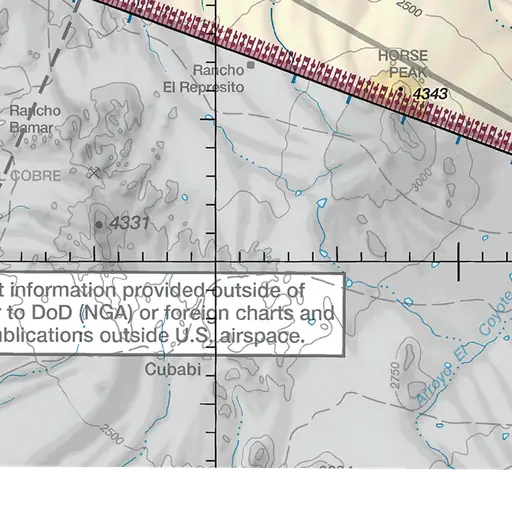 2500
HORSE
PEAK
4343
Rancho
El Represito
Rancho
Bamar
COBRE
3000
4331
t information provided outside of
r to DoD (NGA) or foreign charts and
ublications outside U.S. airspace.
Cubabi
2750
Arroyo El Coyote
2500